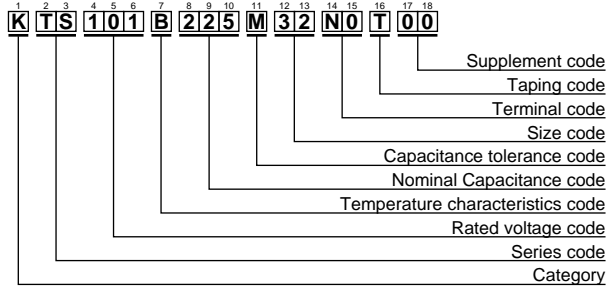 1 2 3 4 5 6 7 8 9 10 11 12 13 14 15 16 17 18
K T S 1 0 1 B 2 2 5 M 3 2 N 0 T 0 0
Supplement code
Taping code
Terminal code
Size code
Capacitance tolerance code
Nominal Capacitance code
Temperature characteristics code
Rated voltage code
Series code
Category